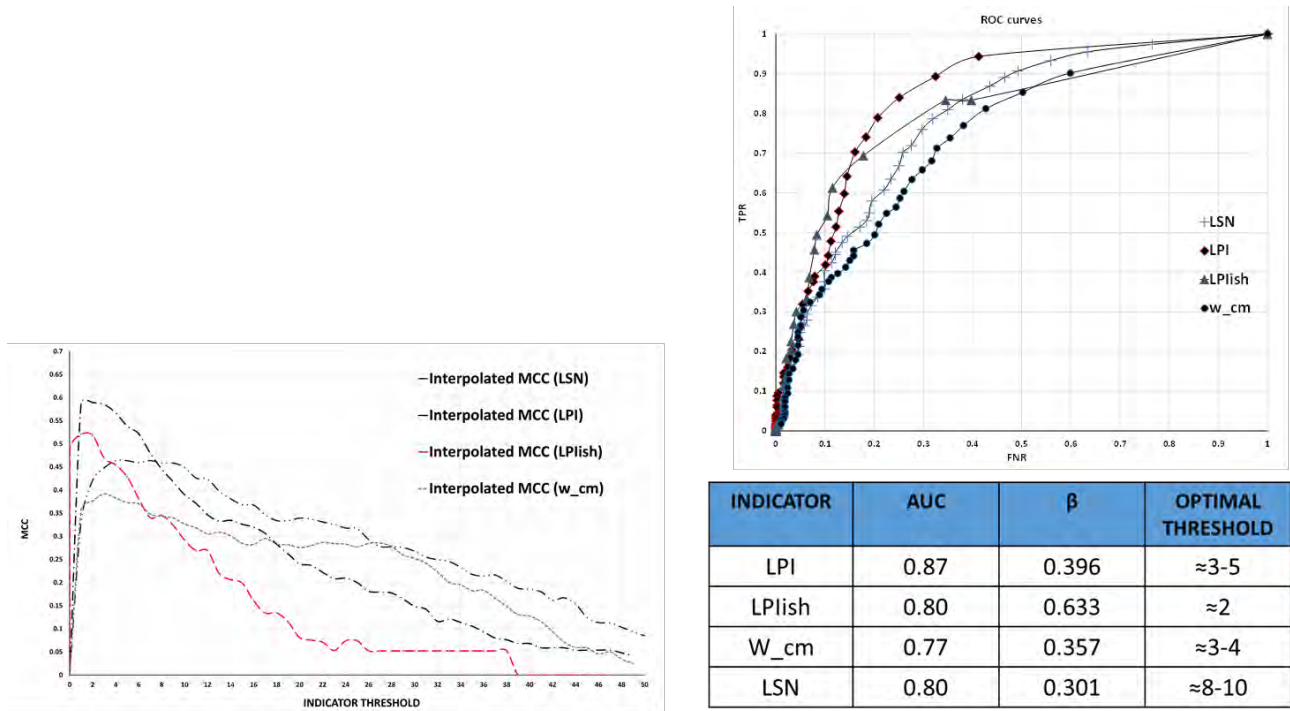 0.7
0.65
0.6
0.55
0.5
0.45
0.4
0.35
0.3
0.25
0.2
0.15
0.1
0.05
0
MCC
Interpolated MCC (LSN)
Interpolated MCC (LPI)
Interpolated MCC (LPIish)
Interpolated MCC (w_cm)
0 2 4 6 8 10 12 14 16 18 20 22 24 26 28 30 32 34 36 38 40 42 44 46 48 50
INDICATOR THRESHOLD
ROC curves
1
0.9
0.8
0.7
0.6
0.5
0.4
0.3
0.2
0.1
0
TPR
LSN
LPI
LPIish
w_cm
0.1 0.2 0.3 0.4 0.5 0.6 0.7 0.8 0.9 1
FNR
INDICATOR AUC β OPTIMAL
THRESHOLD
LPI 0.87 0.396 ≈3-5
LPIish 0.80 0.633 ≈2
W_cm 0.77 0.357 ≈3-4
LSN 0.80 0.301 ≈8-10